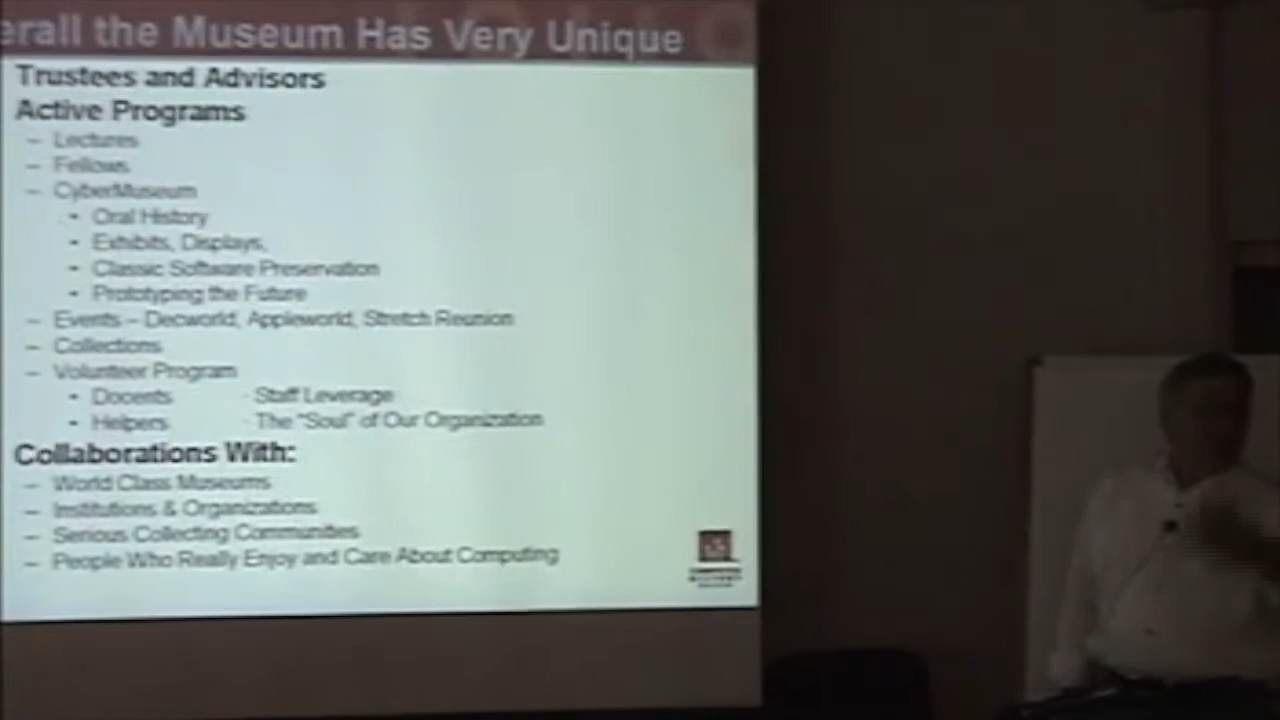 erall the Museum Has Very Unique
Trustees and Advisors
Active Programs
– Lectures
– Fellows
– CyberMuseum
• Oral History
• Exhibits, Displays,
• Classic Software Preservation
• Prototyping the Future
– Events – Decworld, Appleworld, Stretch Reunion
– Collections
– Volunteer Program
• Docents - Staff Leverage
• Helpers - The "Soul" of Our Organization
Collaborations With:
– World Class Museums
– Institutions & Organizations
– Serious Collecting Communities
– People Who Really Enjoy and Care About Computing